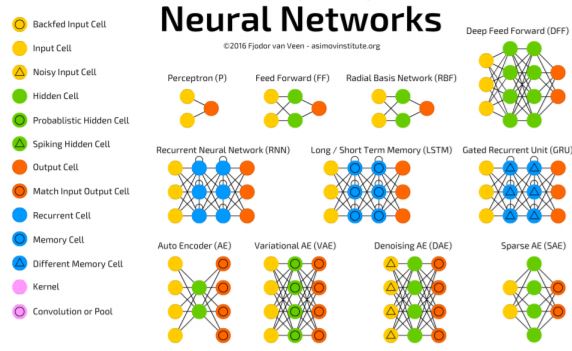 Neural Networks
©2016 Fjodor van Veen - asimovinstitute.org
Deep Feed Forward (DFF)
Backfed Input Cell
Input Cell
Noisy Input Cell
Hidden Cell
Probablistic Hidden Cell
Spiking Hidden Cell
Output Cell
Match Input Output Cell
Recurrent Cell
Memory Cell
Different Memory Cell
Kernel
Convolution or Pool
Perceptron (P)
Feed Forward (FF)
Radial Basis Network (RBF)
Recurrent Neural Network (RNN)
Long / Short Term Memory (LSTM)
Gated Recurrent Unit (GRU)
Auto Encoder (AE)
Variational AE (VAE)
Denoising AE (DAE)
Sparse AE (SAE)